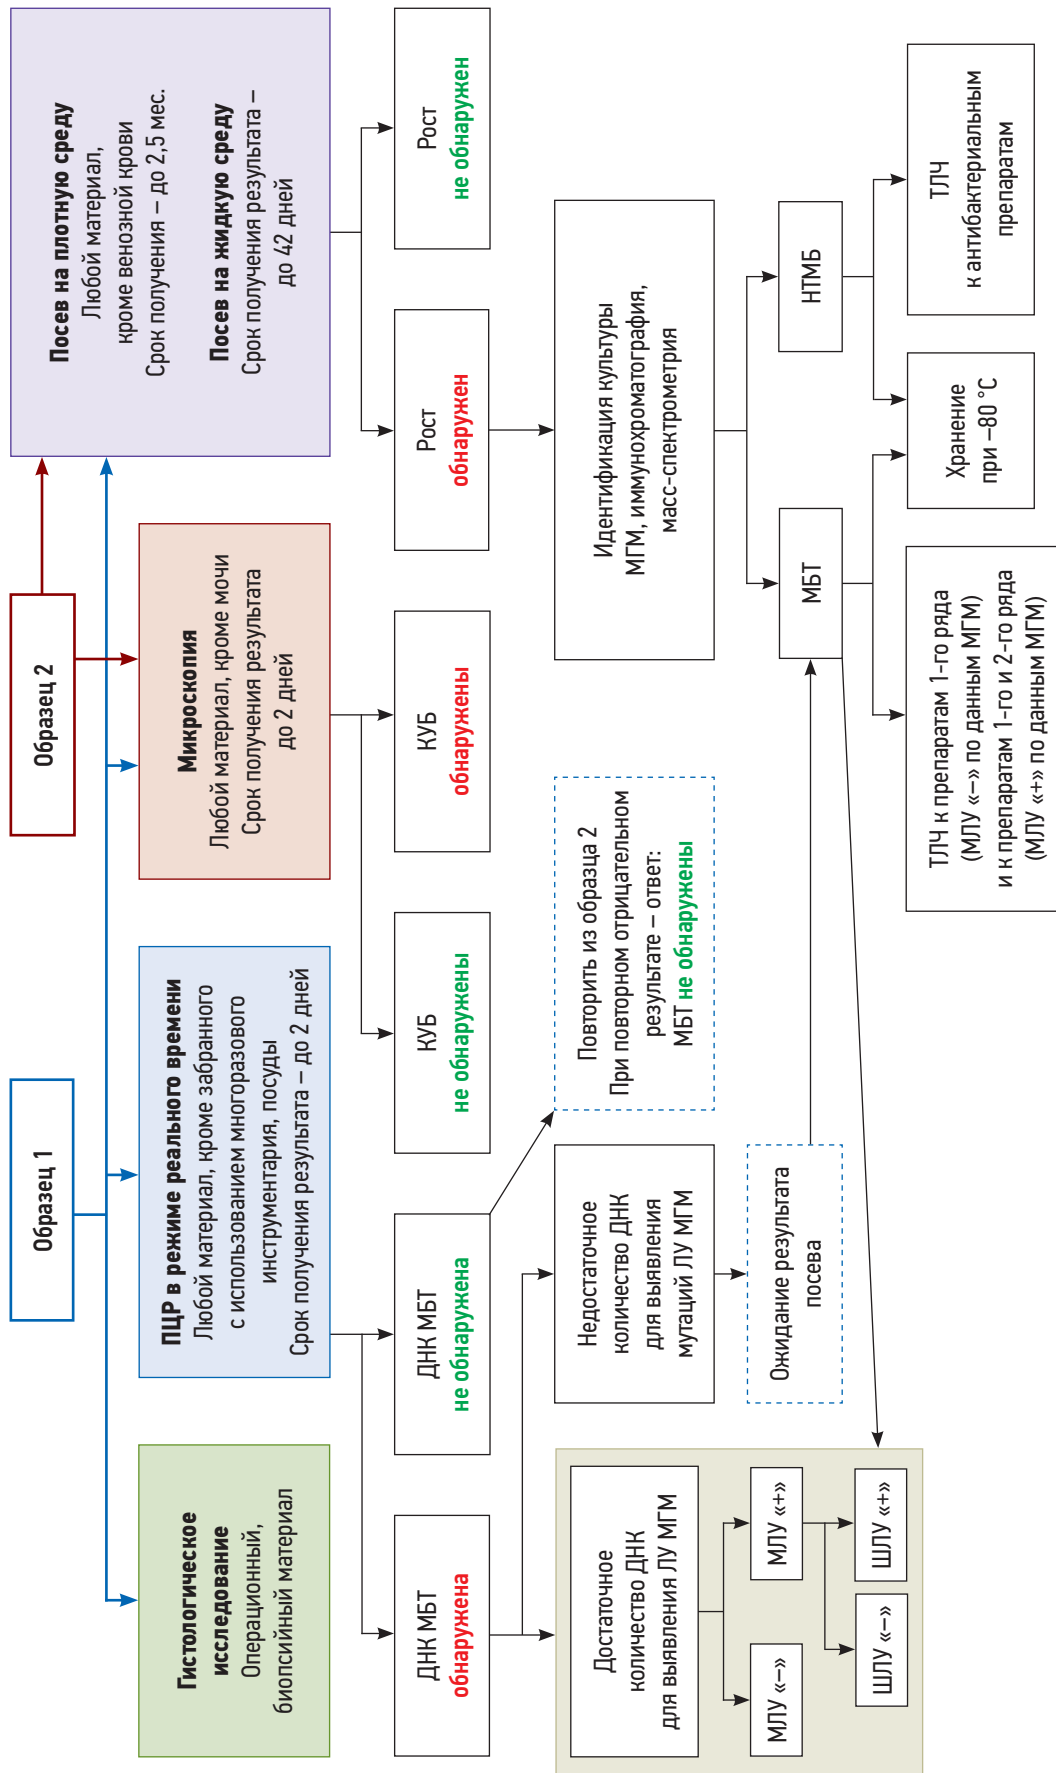 Образец 1
Образец 2
Гистологическое
исследование
Операционный,
биопсийный материал
ПЦР в режиме реального времени
Любой материал, кроме забранного
с использованием многоразового
инструментария, посуды
Срок получения результата – до 2 дней
Микроскопия
Любой материал, кроме мочи
Срок получения результата
до 2 дней
Посев на плотную среду
Любой материал,
кроме венозной крови
Срок получения – до 2,5 мес.
Посев на жидкую среду
Срок получения результата –
до 42 дней
ДНК МБТ
обнаружена
ДНК МБТ
не обнаружена
КУБ
не обнаружены
КУБ
обнаружены
Рост
обнаружен
Рост
не обнаружен
Достаточное
количество ДНК
для выявления ЛУ МГМ
Недостаточное
количество ДНК
для выявления
мутаций ЛУ МГМ
Повторить из образца 2
При повторном отрицательном
результате – ответ:
МБТ не обнаружены
Идентификация культуры
МГМ, иммунохроматография,
масс-спектрометрия
МЛУ «–»
МЛУ «+»
Ожидание результата
посева
МБТ
НТМБ
ШЛУ «–»
ШЛУ «+»
ТЛЧ к препаратам 1-го ряда
(МЛУ «–» по данным МГМ)
и к препаратам 1-го и 2-го ряда
(МЛУ «+» по данным МГМ)
Хранение
при –80 °C
ТЛЧ
к антибактериальным
препаратам